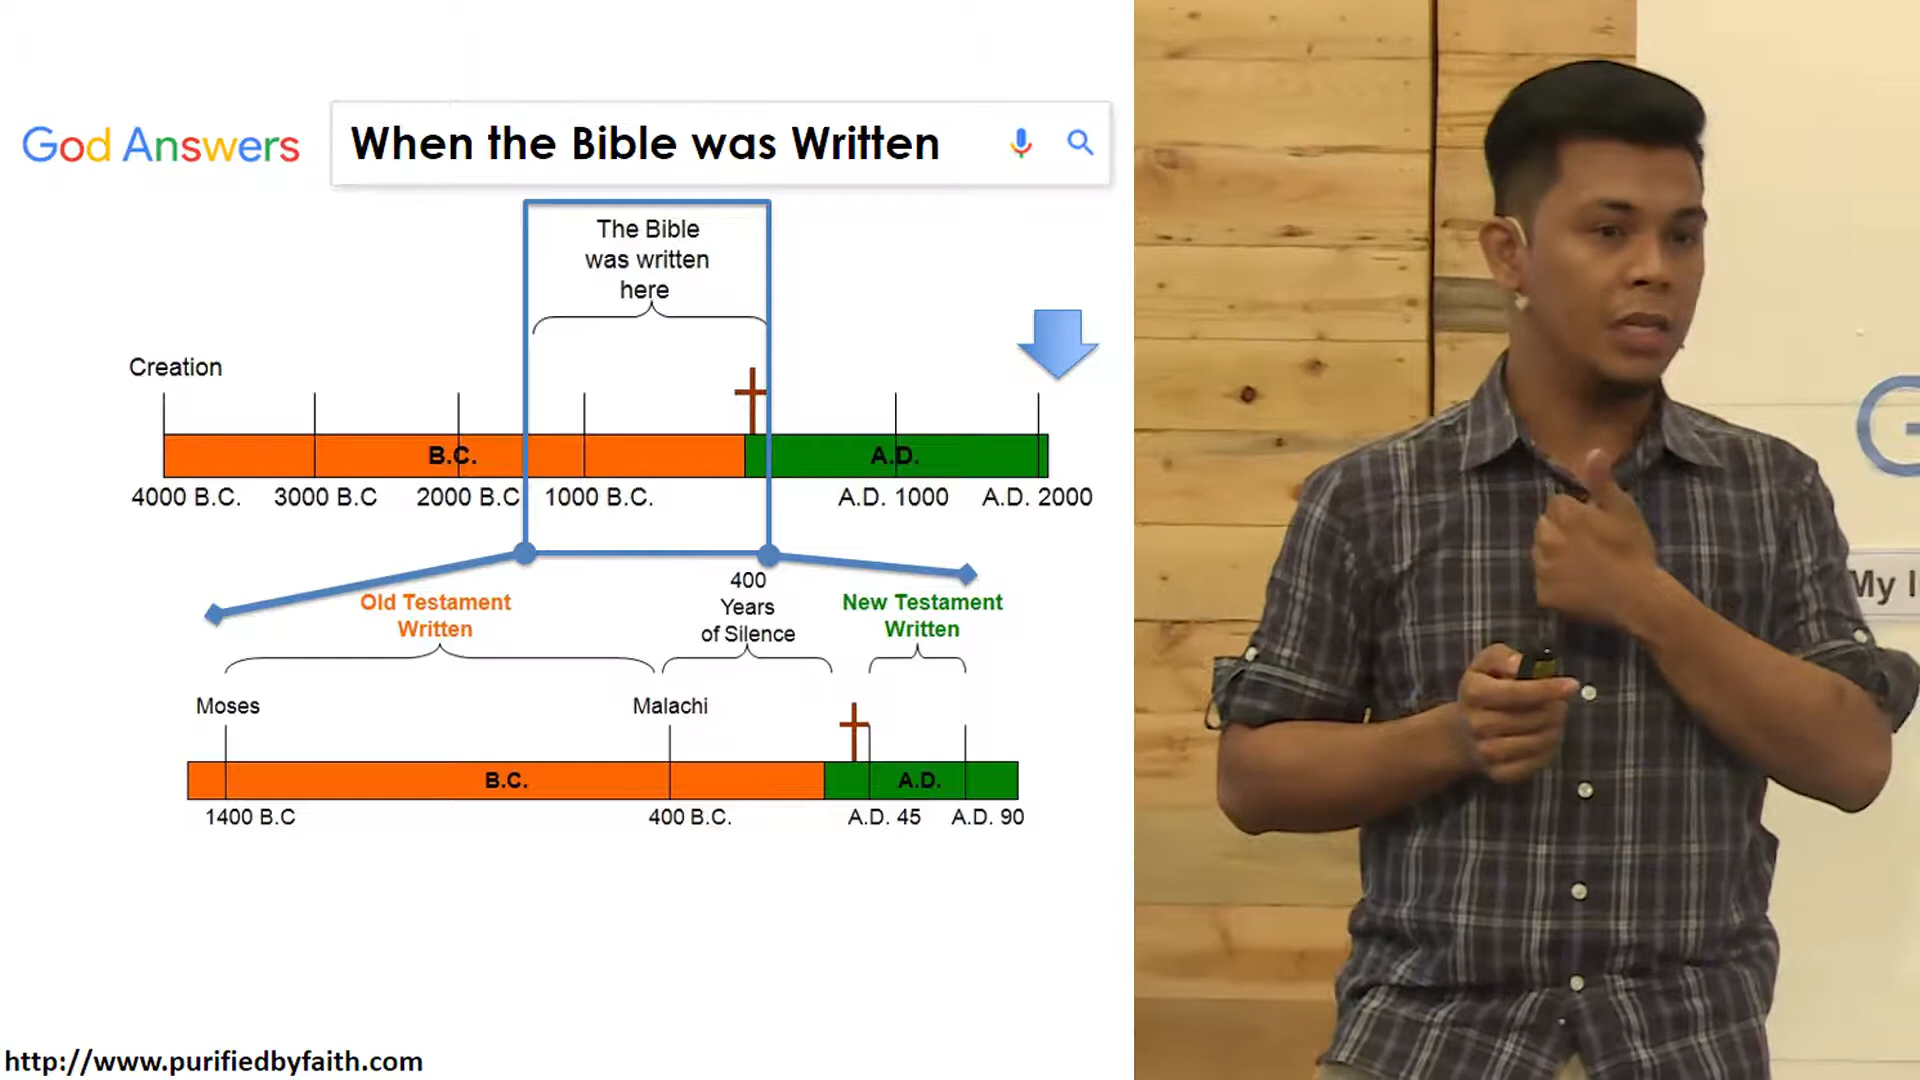 God Answers
When the Bible was Written
The Bible
was written
here
Creation
B.C.
A.D.
4000 B.C.
3000 B.C
2000 B.C
1000 B.C.
A.D. 1000
A.D. 2000
400
Years
of Silence
Old Testament
Written
New Testament
Written
Moses
Malachi
B.C.
A.D.
1400 B.C
400 B.C.
A.D. 45
A.D. 90
http://www.purifiedbyfaith.com
G
My